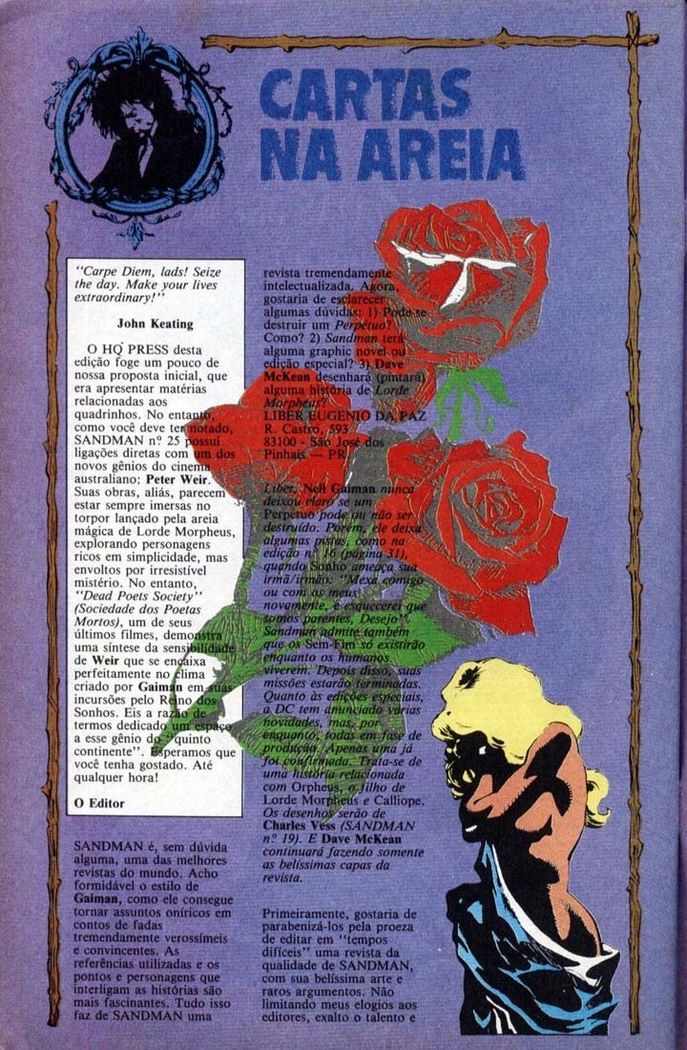 CARTAS
NA AREIA
"Carpe Diem, lads! Seize
the day. Make your lives
extraordinary!"
John Keating
O HQ PRESS desta
edição foge um pouco de
nossa proposta inicial, que
era apresentar matérias
relacionadas aos
quadrinhos. No entanto,
como você deve ter notado,
SANDMAN nº 25 possui
ligações diretas com um dos
novos gênios do cinema
australiano: Peter Weir.
Suas obras, aliás, parecem
estar sempre imersas no
torpor lançado pela areia
mágica de Lorde Morpheus,
explorando personagens
ricos em simplicidade, mas
envoltos por irresistível
mistério. No entanto,
"Dead Poets Society"
(Sociedade dos Poetas
Mortos), um de seus
últimos filmes, demonstra
uma síntese da sensibilidade
de Weir que se encaixa
perfeitamente no clima
criado por Gaiman em suas
incursões pelo Reino dos
Sonhos. Eis a razão de
termos dedicado um espaço
a esse gênio do "quinto
continente". Esperamos que
você tenha gostado. Até
qualquer hora!
O Editor
SANDMAN é, sem dúvida
alguma, uma das melhores
revistas do mundo. Acho
formidável o estilo de
Gaiman, como ele consegue
tornar assuntos oníricos em
contos de fadas
tremendamente verossímeis
e convincentes. As
referências utilizadas e os
pontos e personagens que
interligam as histórias são
mais fascinantes. Tudo isso
faz de SANDMAN uma
revista tremendamente
intelectualizada. Agora,
gostaria de esclarecer
algumas dúvidas: 1) Pode-se
destruir um Perpétuo?
Como? 2) Sandman terá
alguma graphic novel ou
edição especial? 3) Dave
McKean desenhará (pintará)
alguma história de Lorde
Morpheus?
LIBER EUGENIO DA PAZ
R. Castro, 593
83100 - São José dos
Pinhais — PR
Liber, Neil Gaiman nunca
deixou claro se um
Perpétuo pode ou não ser
destruído. Porém, ele deixa
algumas pistas, como na
edição nº 16 (página 31),
quando Sonho ameaça sua
irmã/irmão: "Mexa comigo
ou com os meus
novamente, e esquecerei que
somos parentes, Desejo".
Sandman admite também
que os Sem-Fim só existirão
enquanto os humanos
viverem. Depois disso, suas
missões estarão terminadas.
Quanto às edições especiais,
a DC tem anunciado várias
novidades, mas, por
enquanto, todas em fase de
produção. Apenas uma já
foi confirmada. Trata-se de
uma história relacionada
com Orpheus, o filho de
Lorde Morpheus e Calliope.
Os desenhos serão de
Charles Vess (SANDMAN
nº 19). E Dave McKean
continuará fazendo somente
as belíssimas capas da
revista.
Primeiramente, gostaria de
parabenizá-los pela proeza
de editar em "tempos
difíceis" uma revista da
qualidade de SANDMAN,
com sua belíssima arte e
raros argumentos. Não
limitando meus elogios aos
editores, exalto o talento e